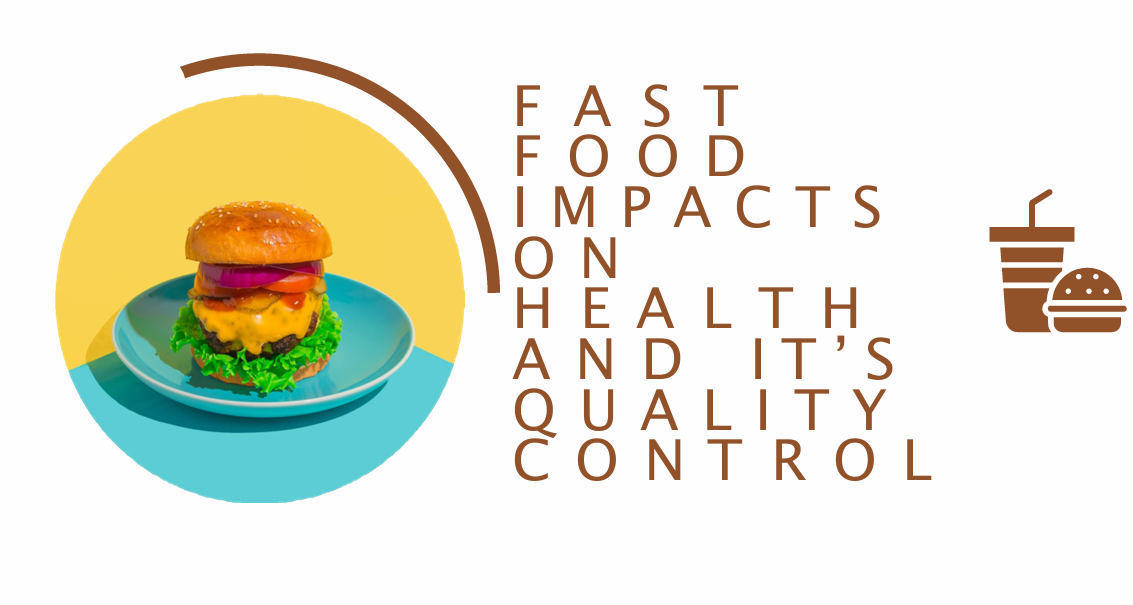 FAST
FOOD
IMPACTS
ON
HEALTH
AND IT’S
QUALITY
CONTROL